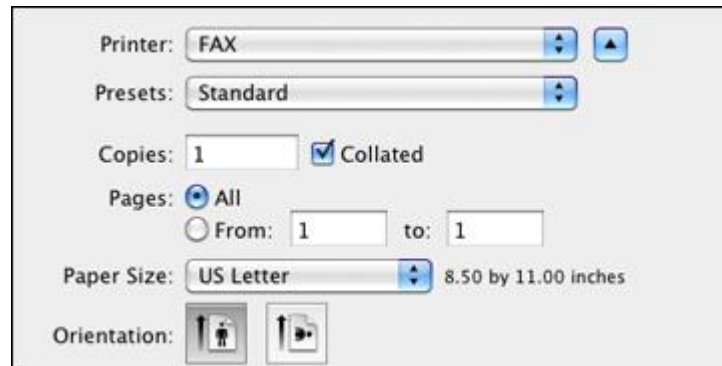 Printer: FAX
Presets: Standard
Copies: 1 Collated
Pages: All
From: 1 to: 1
Paper Size: US Letter 8.50 by 11.00 inches
Orientation: